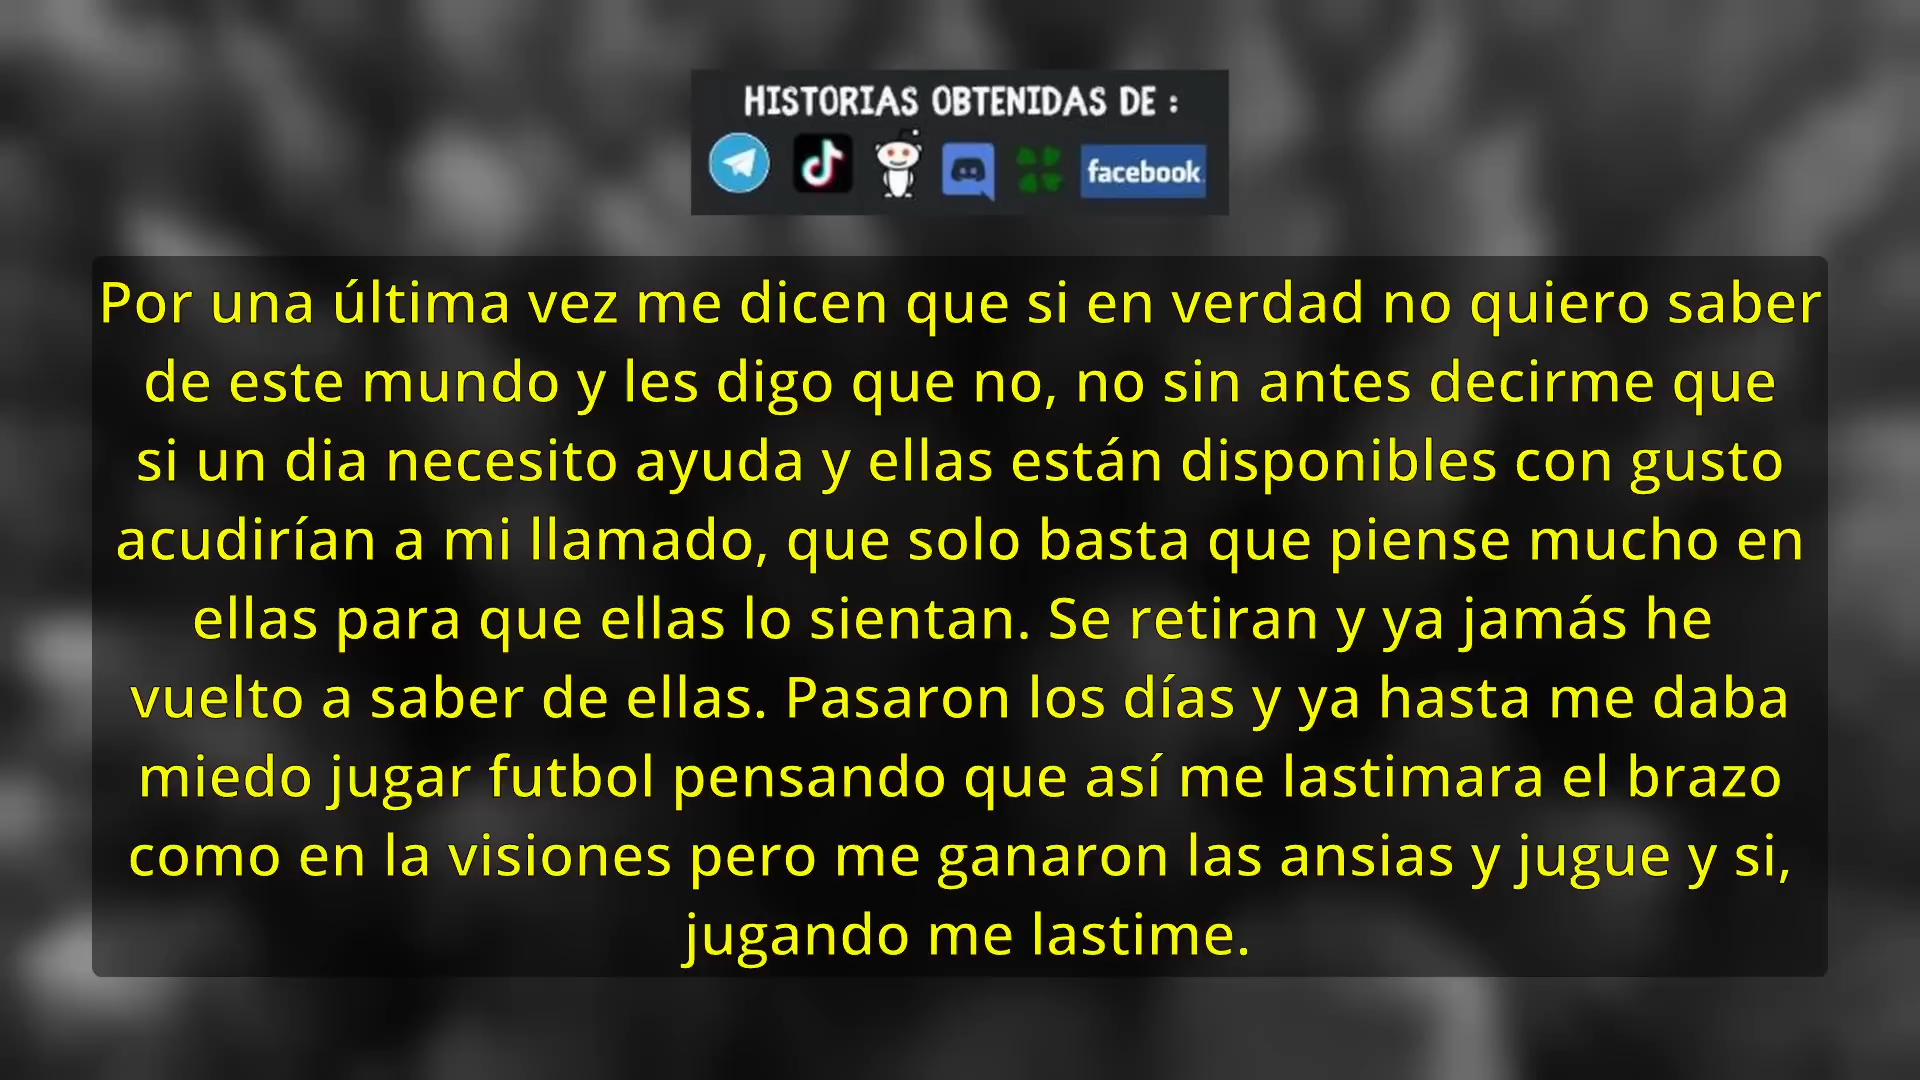 HISTORIAS OBTENIDAS DE :
facebook
Por una última vez me dicen que si en verdad no quiero saber
de este mundo y les digo que no, no sin antes decirme que
si un dia necesito ayuda y ellas están disponibles con gusto
acudirían a mi llamado, que solo basta que piense mucho en
ellas para que ellas lo sientan. Se retiran y ya jamás he
vuelto a saber de ellas. Pasaron los días y ya hasta me daba
miedo jugar futbol pensando que así me lastimara el brazo
como en la visiones pero me ganaron las ansias y jugue y si,
jugando me lastime.